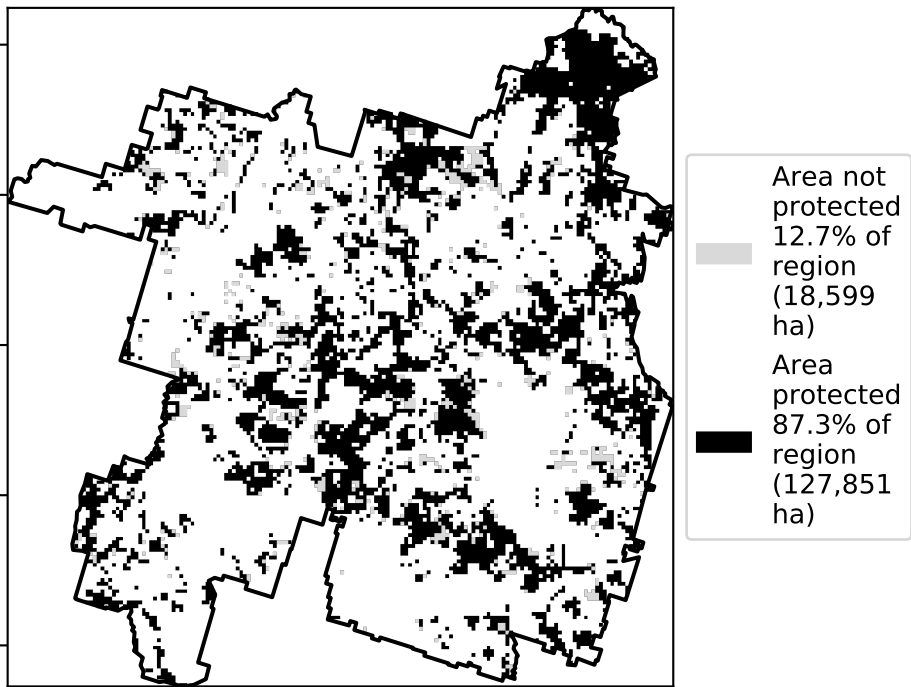 Area not
protected
12.7% of
region
(18,599
ha)
Area
protected
87.3% of
region
(127,851
ha)